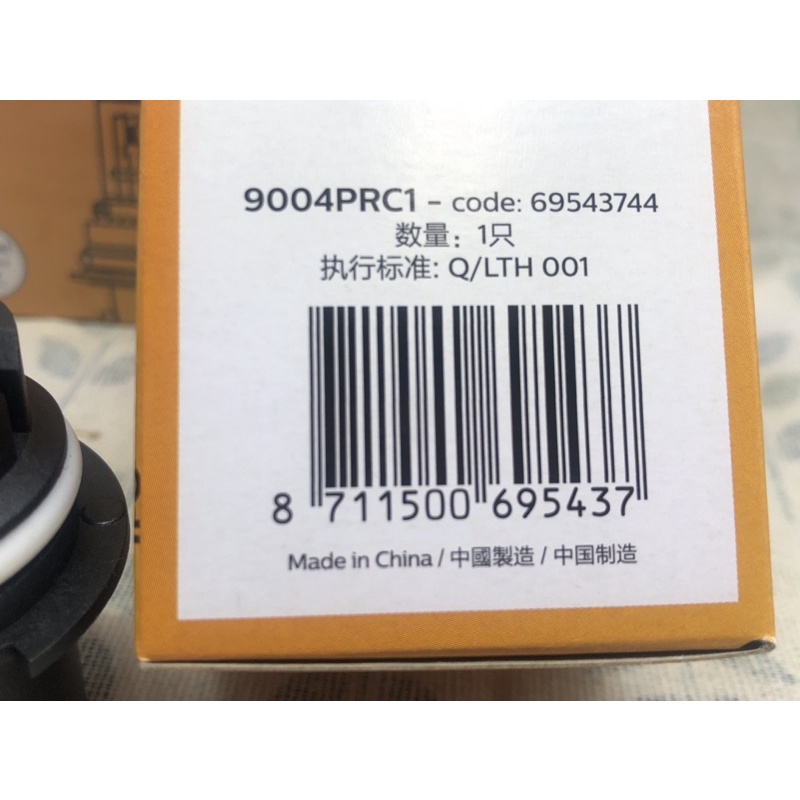 9004PRC1 - code: 69543744
数量：1只
执行标准: Q/LTH 001
8 711500 695437
Made in China / 中國製造 / 中国制造